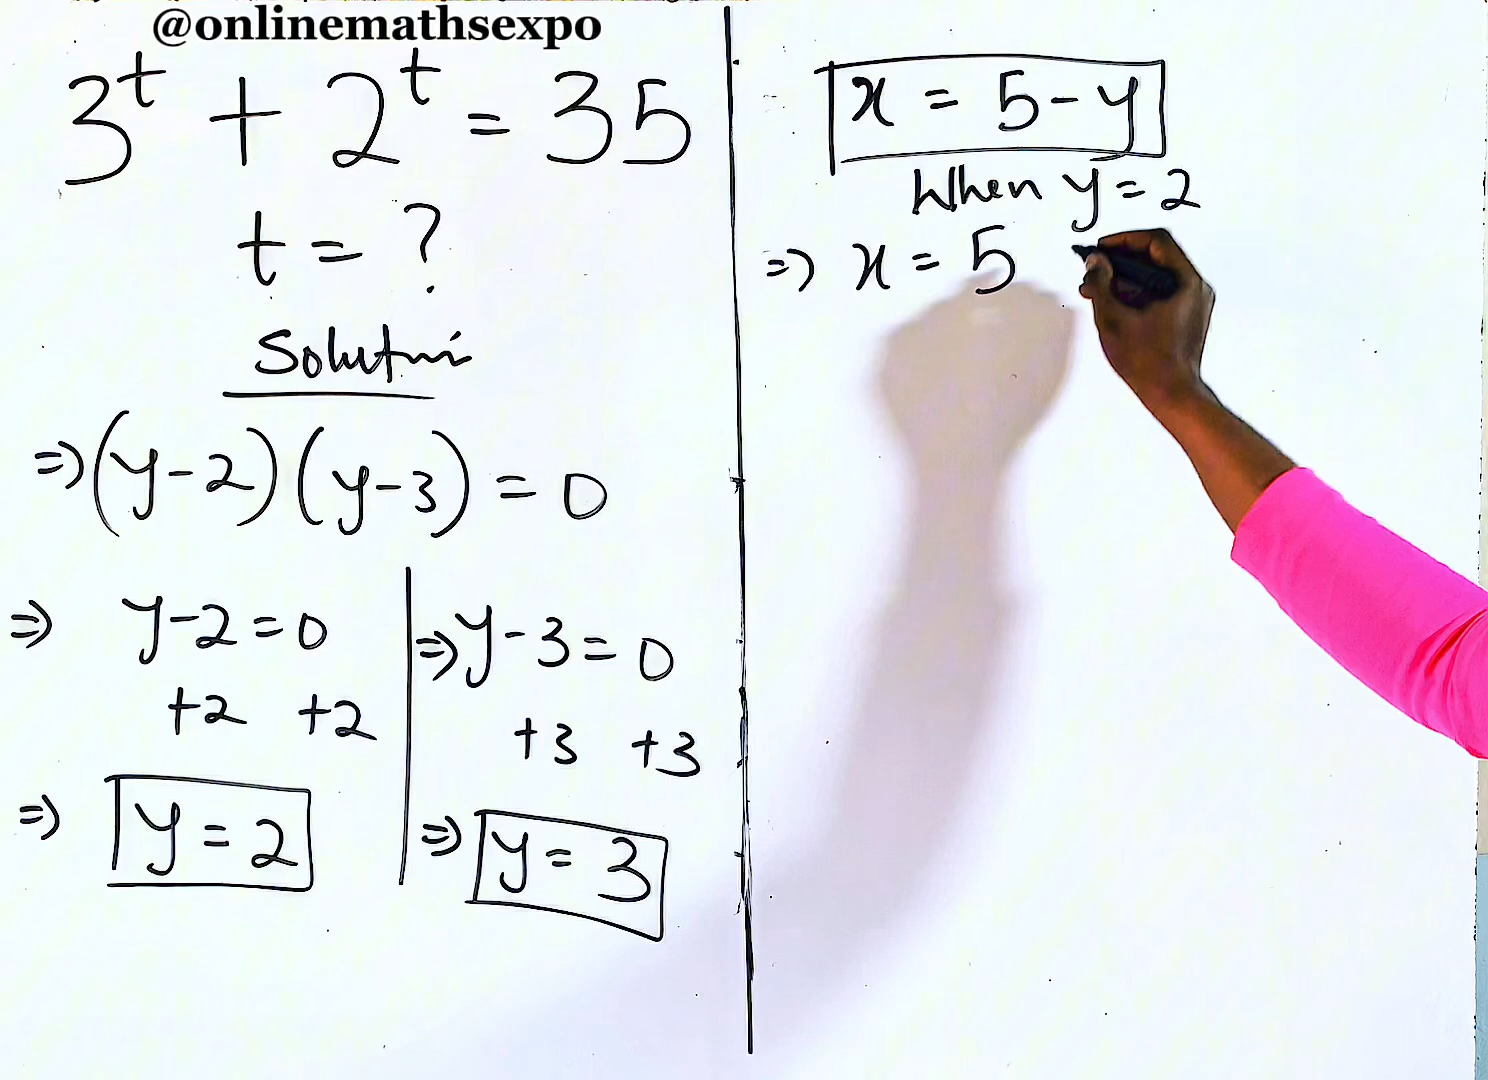 @onlinemathsexpo
3^t + 2^t = 35
t = ?
Solution
⇒ (y-2)(y-3) = 0
⇒ y-2=0
+2 +2
⇒ y = 2
⇒ y-3=0
+3 +3
⇒ y = 3
x = 5-y
When y = 2
⇒ x = 5